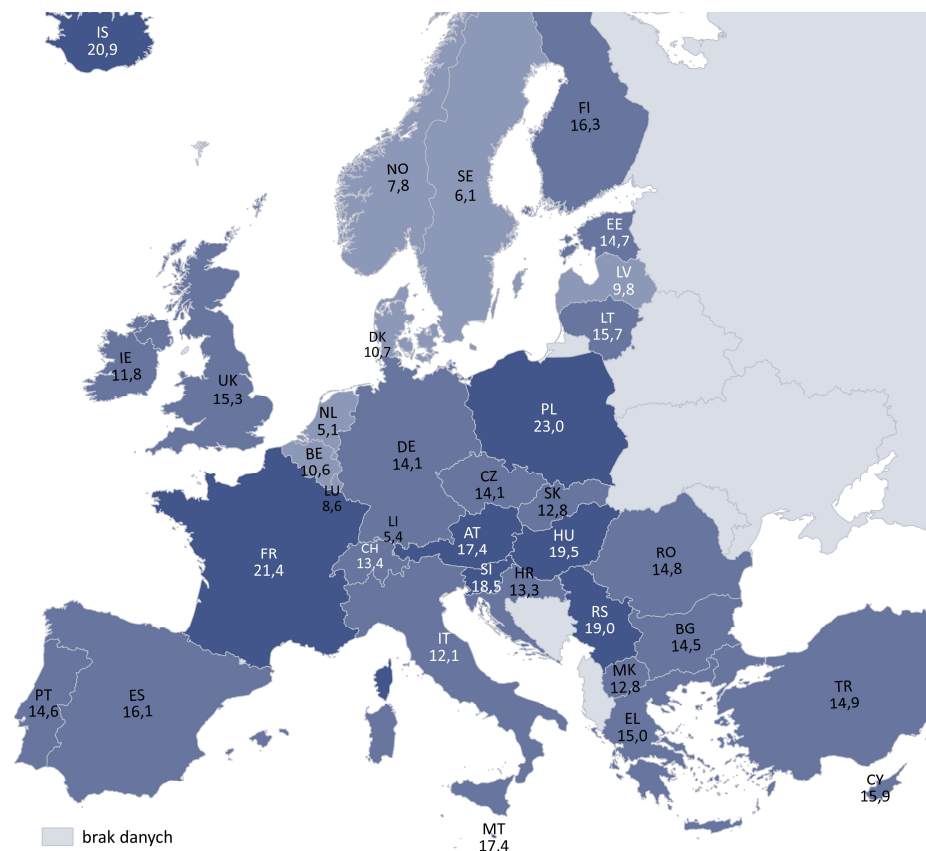 IS
20,9
FI
16,3
NO
7,8
SE
6,1
EE
14,7
LV
9,8
LT
15,7
DK
10,7
IE
11,8
UK
15,3
NL
5,1
PL
23,0
BE
10,6
DE
14,1
LU
8,6
CZ
14,1
SK
12,8
LI
5,4
CH
13,4
AT
17,4
HU
19,5
FR
21,4
SI
18,5
HR
13,3
RO
14,8
RS
19,0
IT
12,1
BG
14,5
MK
12,8
PT
14,6
ES
16,1
EL
15,0
TR
14,9
CY
15,9
MT
17,4
brak danych